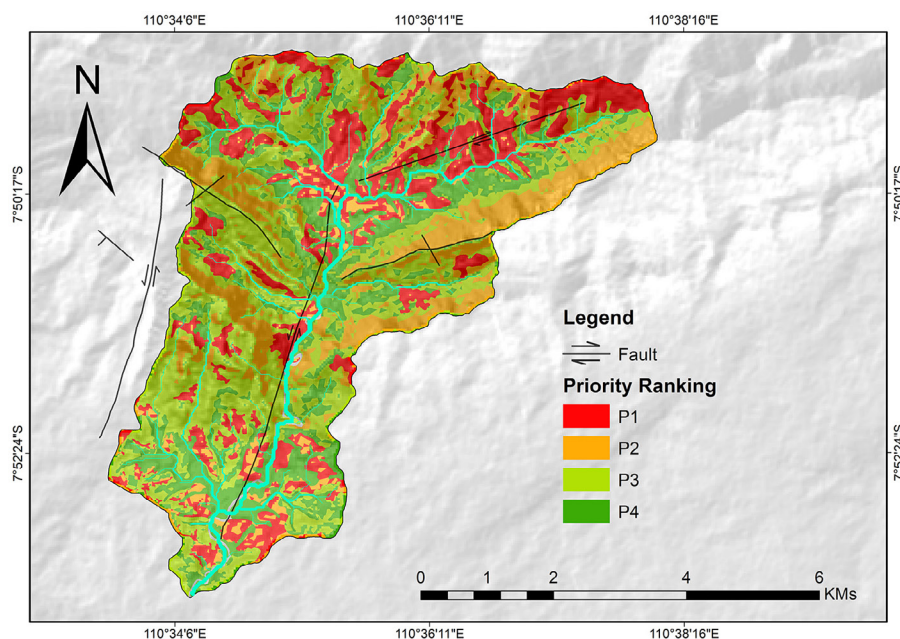 110°34'6"E 110°36'11"E 110°38'16"E
N
7°50'17"S 7°50'17"S
Legend
Fault
Priority Ranking
P1
P2
P3
P4
7°52'24"S 7°52'24"S
0 1 2 4 6
KMs
110°34'6"E 110°36'11"E 110°38'16"E